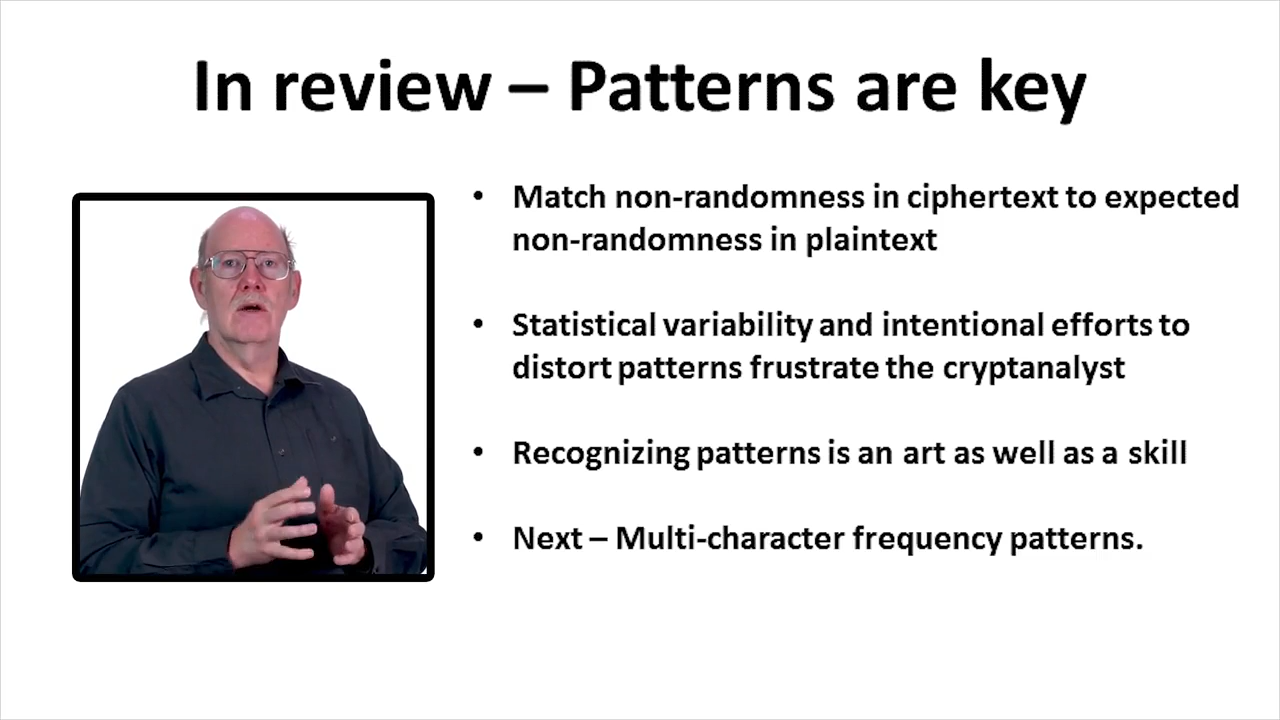 In review – Patterns are key
• Match non-randomness in ciphertext to expected
non-randomness in plaintext
• Statistical variability and intentional efforts to
distort patterns frustrate the cryptanalyst
• Recognizing patterns is an art as well as a skill
• Next – Multi-character frequency patterns.